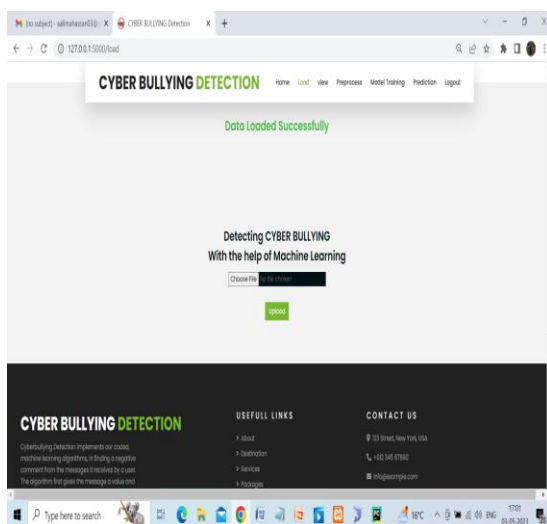 (no subject) - aalimahassan03@
CYBER BULLYING Detection
127.0.0.1:5000/load
CYBER BULLYING DETECTION
Home Load view Preprocess Model Training Prediction Logout
Data Loaded Successfully
Detecting CYBER BULLYING
With the help of Machine Learning
Choose File No file chosen
Upload
CYBER BULLYING DETECTION
Cyberbullying Detection implements our coded,
machine learning algorithms, in finding a negative
comment from the messages it receives by a user.
The algorithm first gives the message a value and
USEFULL LINKS
> About
> Destination
> Services
> Packages
CONTACT US
123 Street, New York, USA
+012 345 67890
info@example.com
Type here to search
16°C
ENG
17:01
03-05-2023